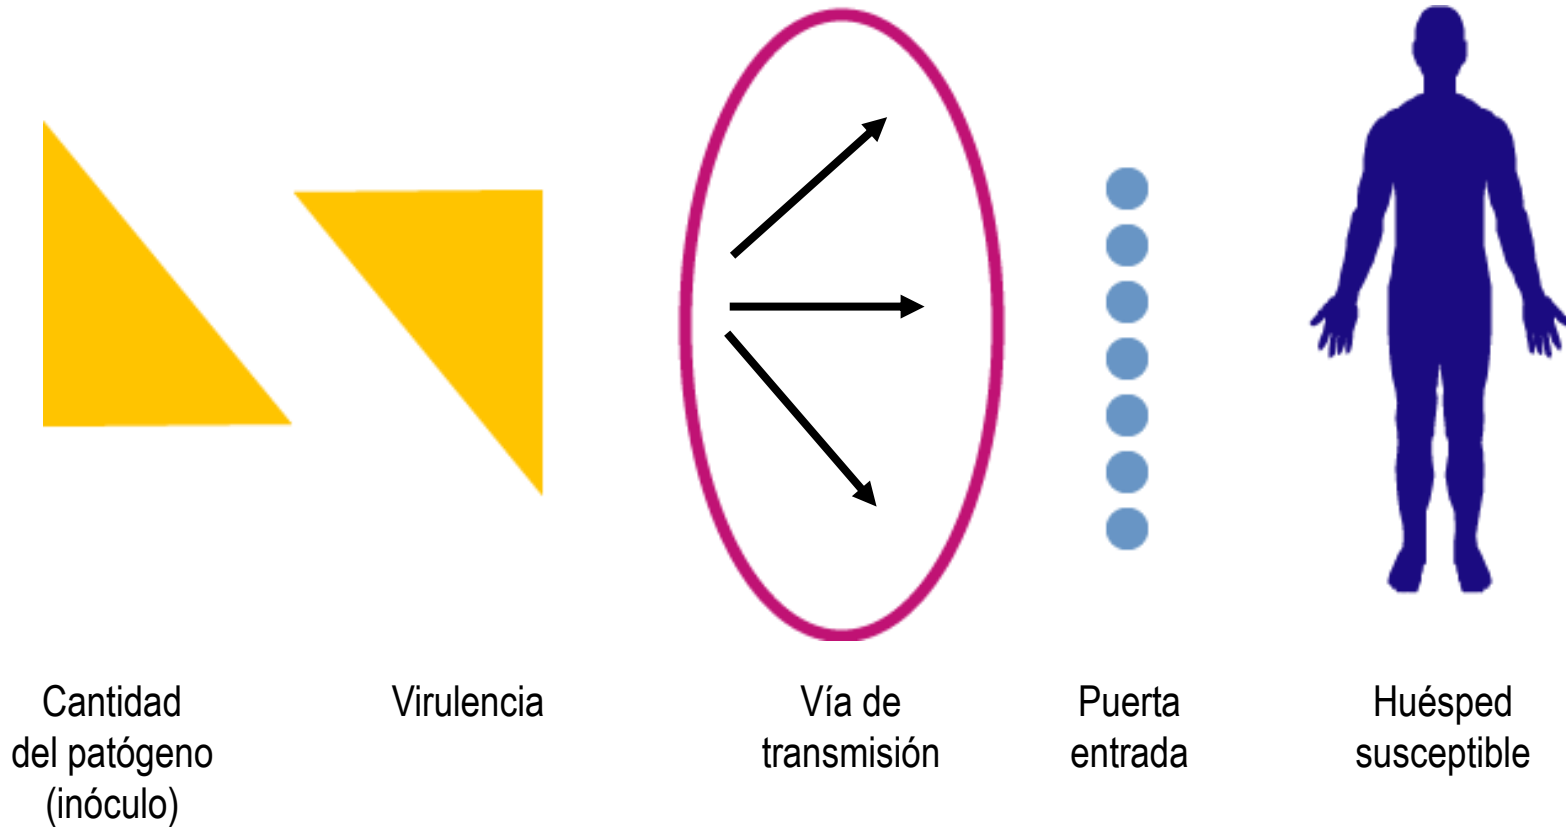 Cantidad
del patógeno
(inóculo)
Virulencia
Vía de
transmisión
Puerta
entrada
Huésped
susceptible